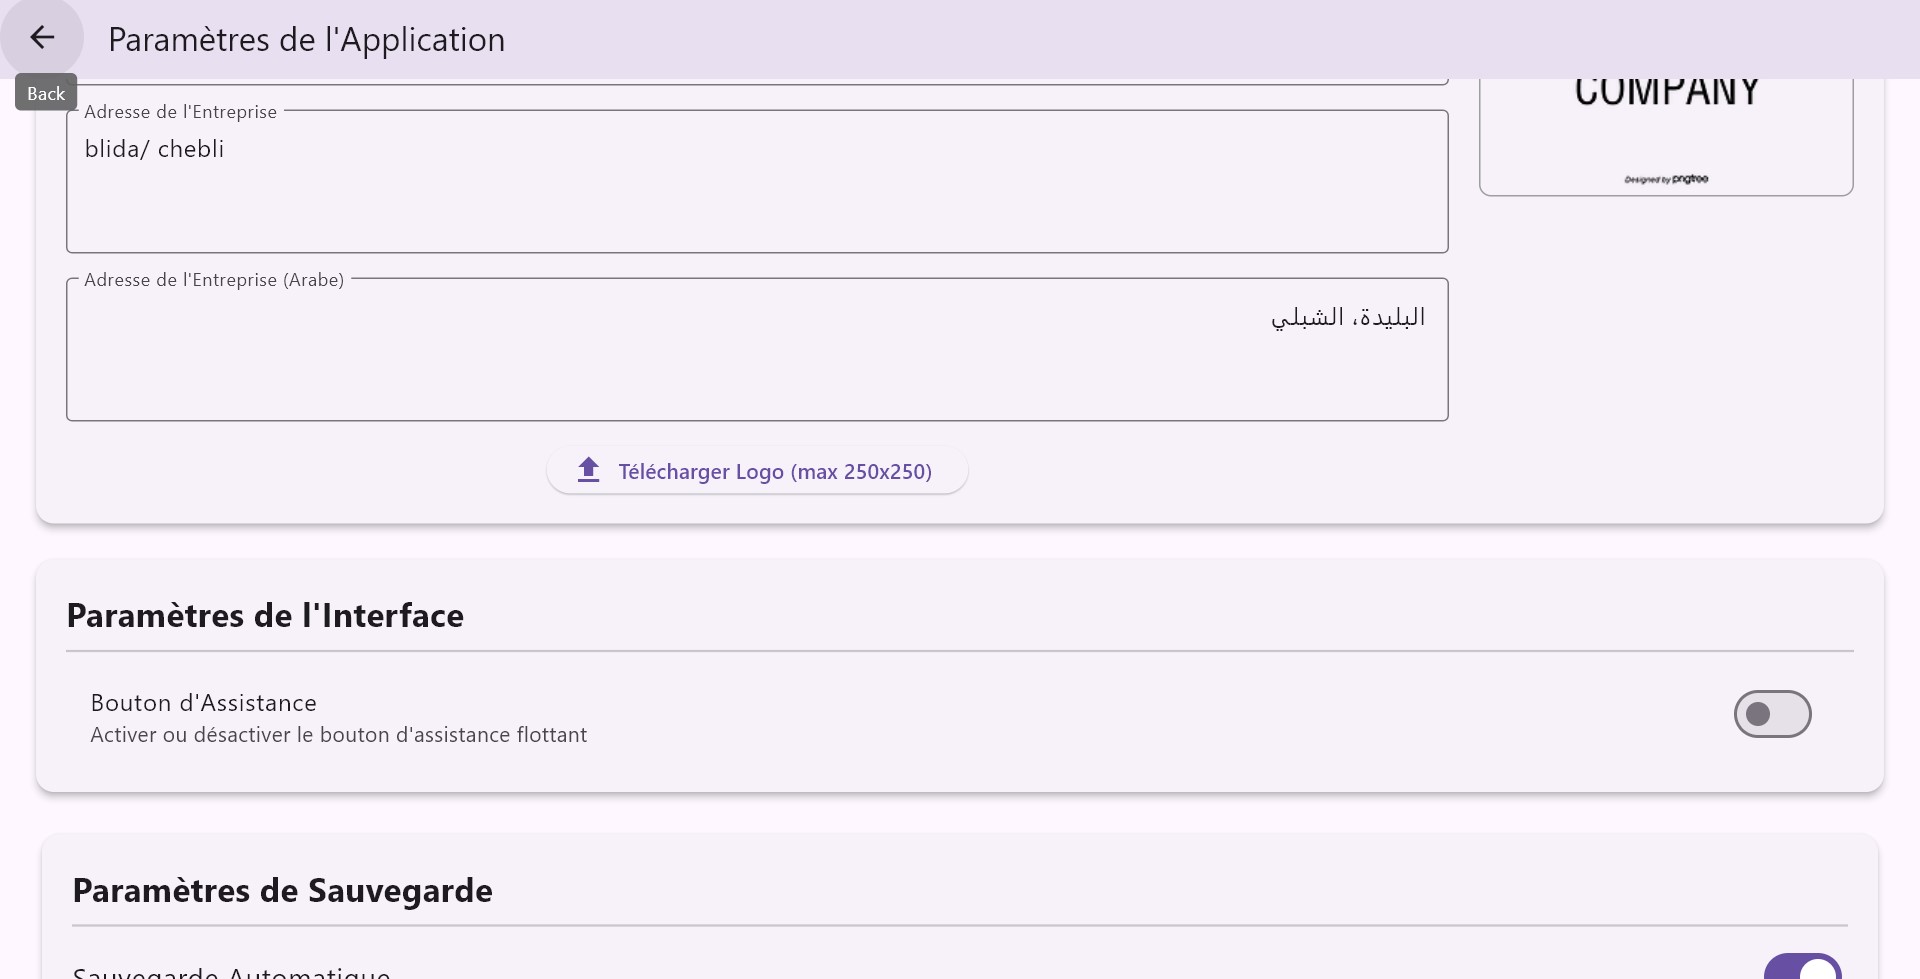 Paramètres de l'Application
Back
COMPANY
Designed by pngtree
Adresse de l'Entreprise
blida/ chebli
Adresse de l'Entreprise (Arabe)
البليدة، الشبلي
Télécharger Logo (max 250x250)
Paramètres de l'Interface
Bouton d'Assistance
Activer ou désactiver le bouton d'assistance flottant
Paramètres de Sauvegarde
Sauvegarde Automatique